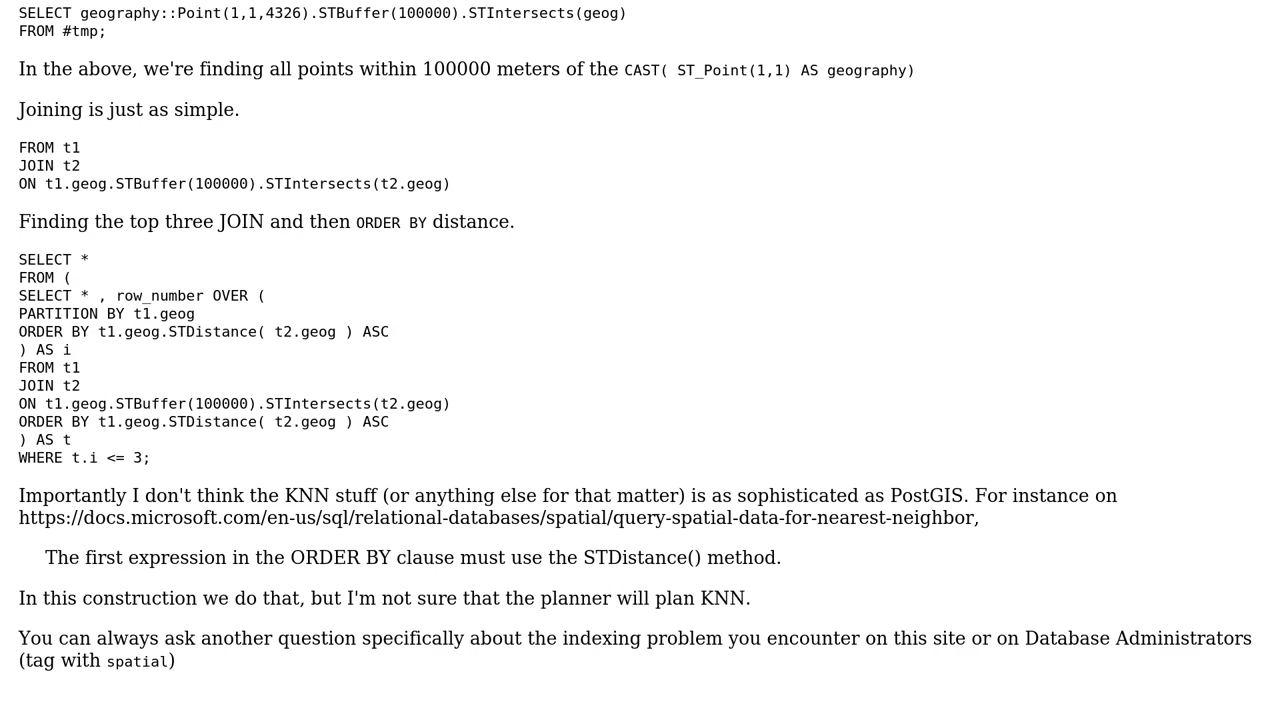 SELECT geography::Point(1,1,4326).STBuffer(100000).STIntersects(geog)
FROM #tmp;
In the above, we're finding all points within 100000 meters of the CAST( ST_Point(1,1) AS geography)
Joining is just as simple.
FROM t1
JOIN t2
ON t1.geog.STBuffer(100000).STIntersects(t2.geog)
Finding the top three JOIN and then ORDER BY distance.
SELECT *
FROM (
SELECT * , row_number OVER (
PARTITION BY t1.geog
ORDER BY t1.geog.STDistance( t2.geog ) ASC
) AS i
FROM t1
JOIN t2
ON t1.geog.STBuffer(100000).STIntersects(t2.geog)
ORDER BY t1.geog.STDistance( t2.geog ) ASC
) AS t
WHERE t.i <= 3;
Importantly I don't think the KNN stuff (or anything else for that matter) is as sophisticated as PostGIS. For instance on
https://docs.microsoft.com/en-us/sql/relational-databases/spatial/query-spatial-data-for-nearest-neighbor,
The first expression in the ORDER BY clause must use the STDistance() method.
In this construction we do that, but I'm not sure that the planner will plan KNN.
You can always ask another question specifically about the indexing problem you encounter on this site or on Database Administrators
(tag with spatial)